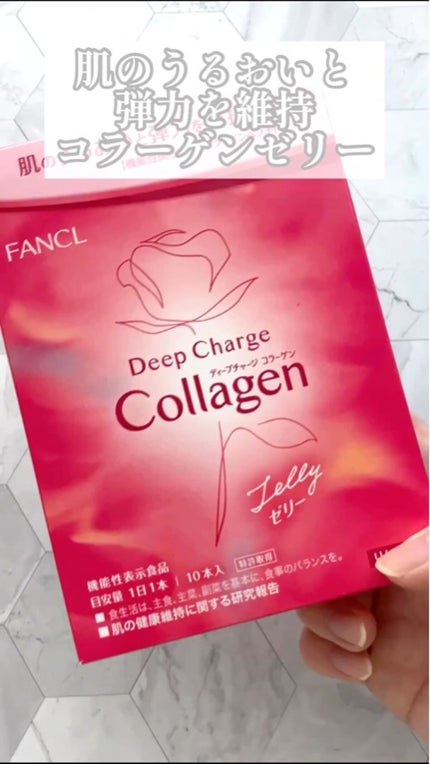 肌のうるおいと
弾力を維持
コラーゲンゼリー
FANCL
Deep Charge
ディープチャージ コラーゲン
Collagen
Jelly
ゼリー
機能性表示食品
目安量 1日1本 10本入 特許取得
■食生活は、主食、主菜、副菜を基本に、食事のバランスを。
■肌の健康維持に関する研究報告